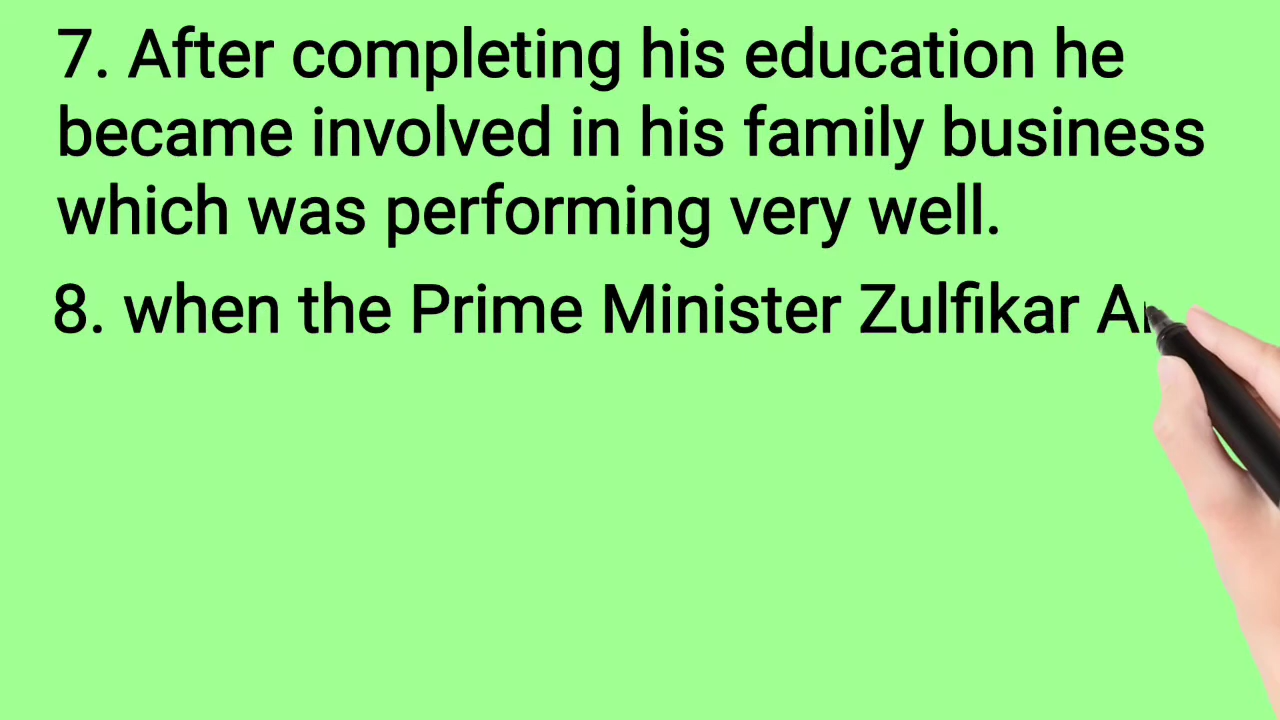 7. After completing his education he
became involved in his family business
which was performing very well.
8. when the Prime Minister Zulfikar